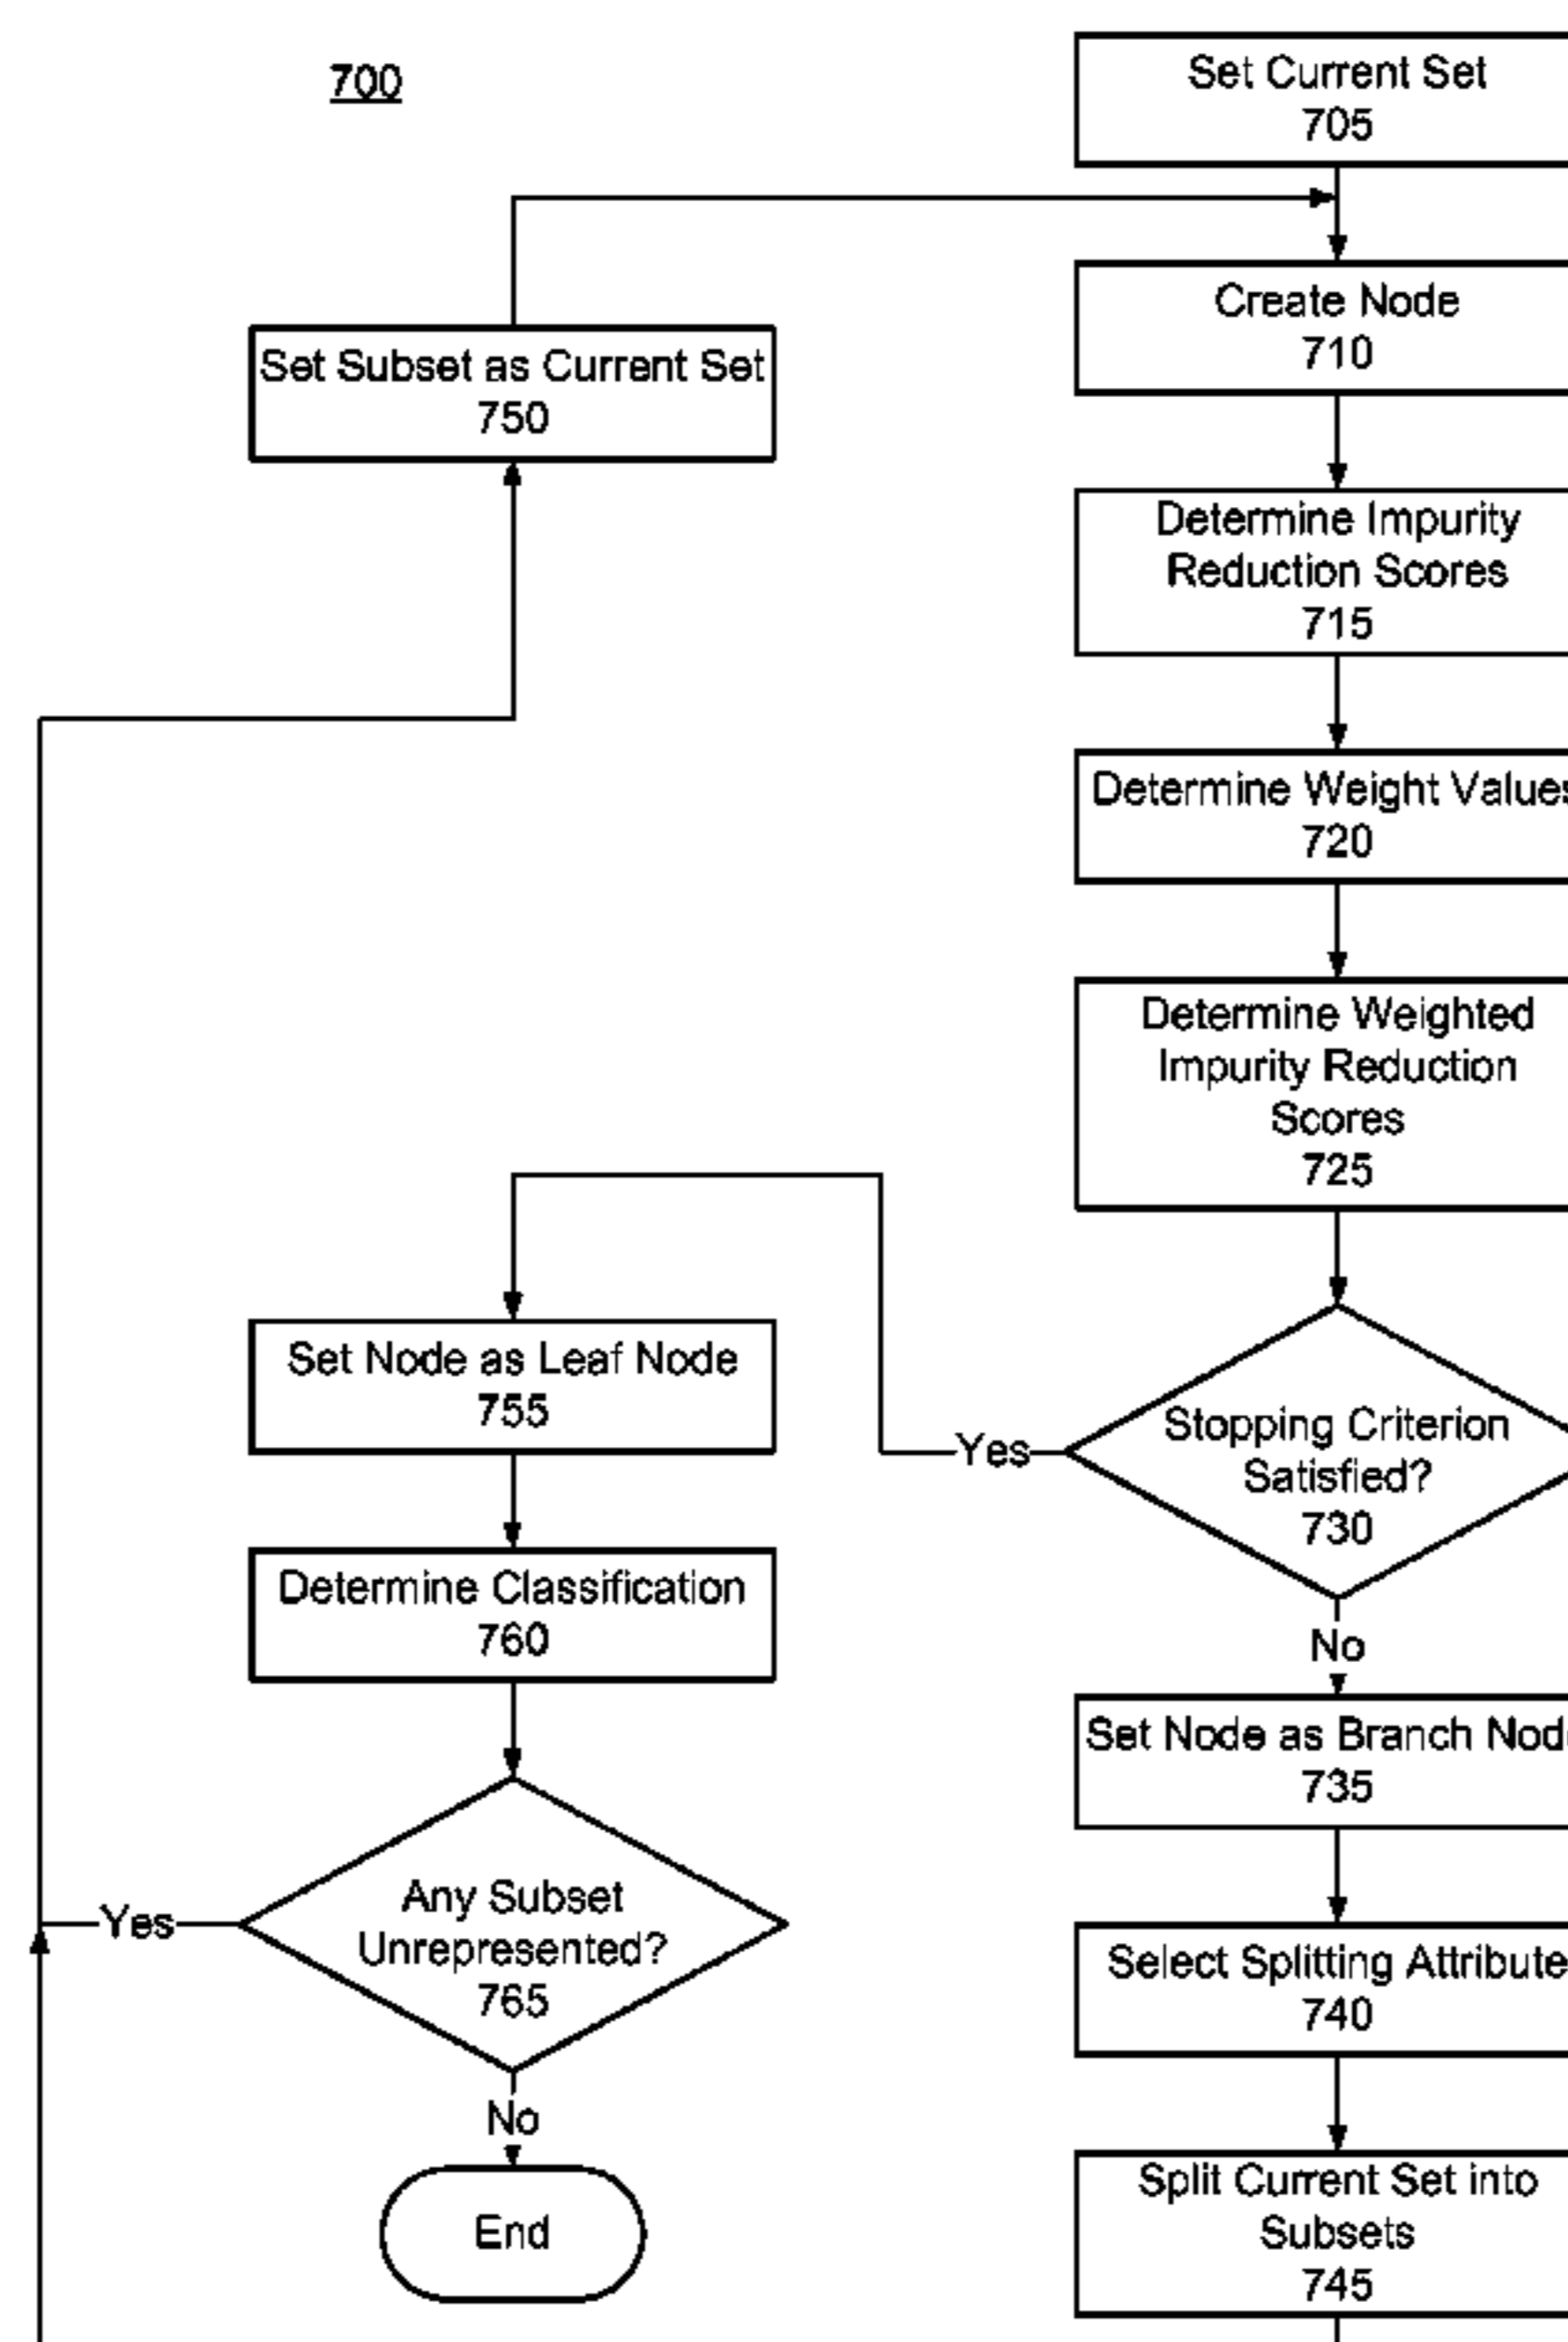 700
Set Current Set
705
Create Node
710
Set Subset as Current Set
750
Determine Impurity
Reduction Scores
715
Determine Weight Values
720
Determine Weighted
Impurity Reduction
Scores
725
Set Node as Leaf Node
755
Stopping Criterion
Satisfied?
730
Yes
No
Determine Classification
760
Set Node as Branch Node
735
Any Subset
Unrepresented?
765
Yes
No
Select Splitting Attribute
740
End
Split Current Set into
Subsets
745